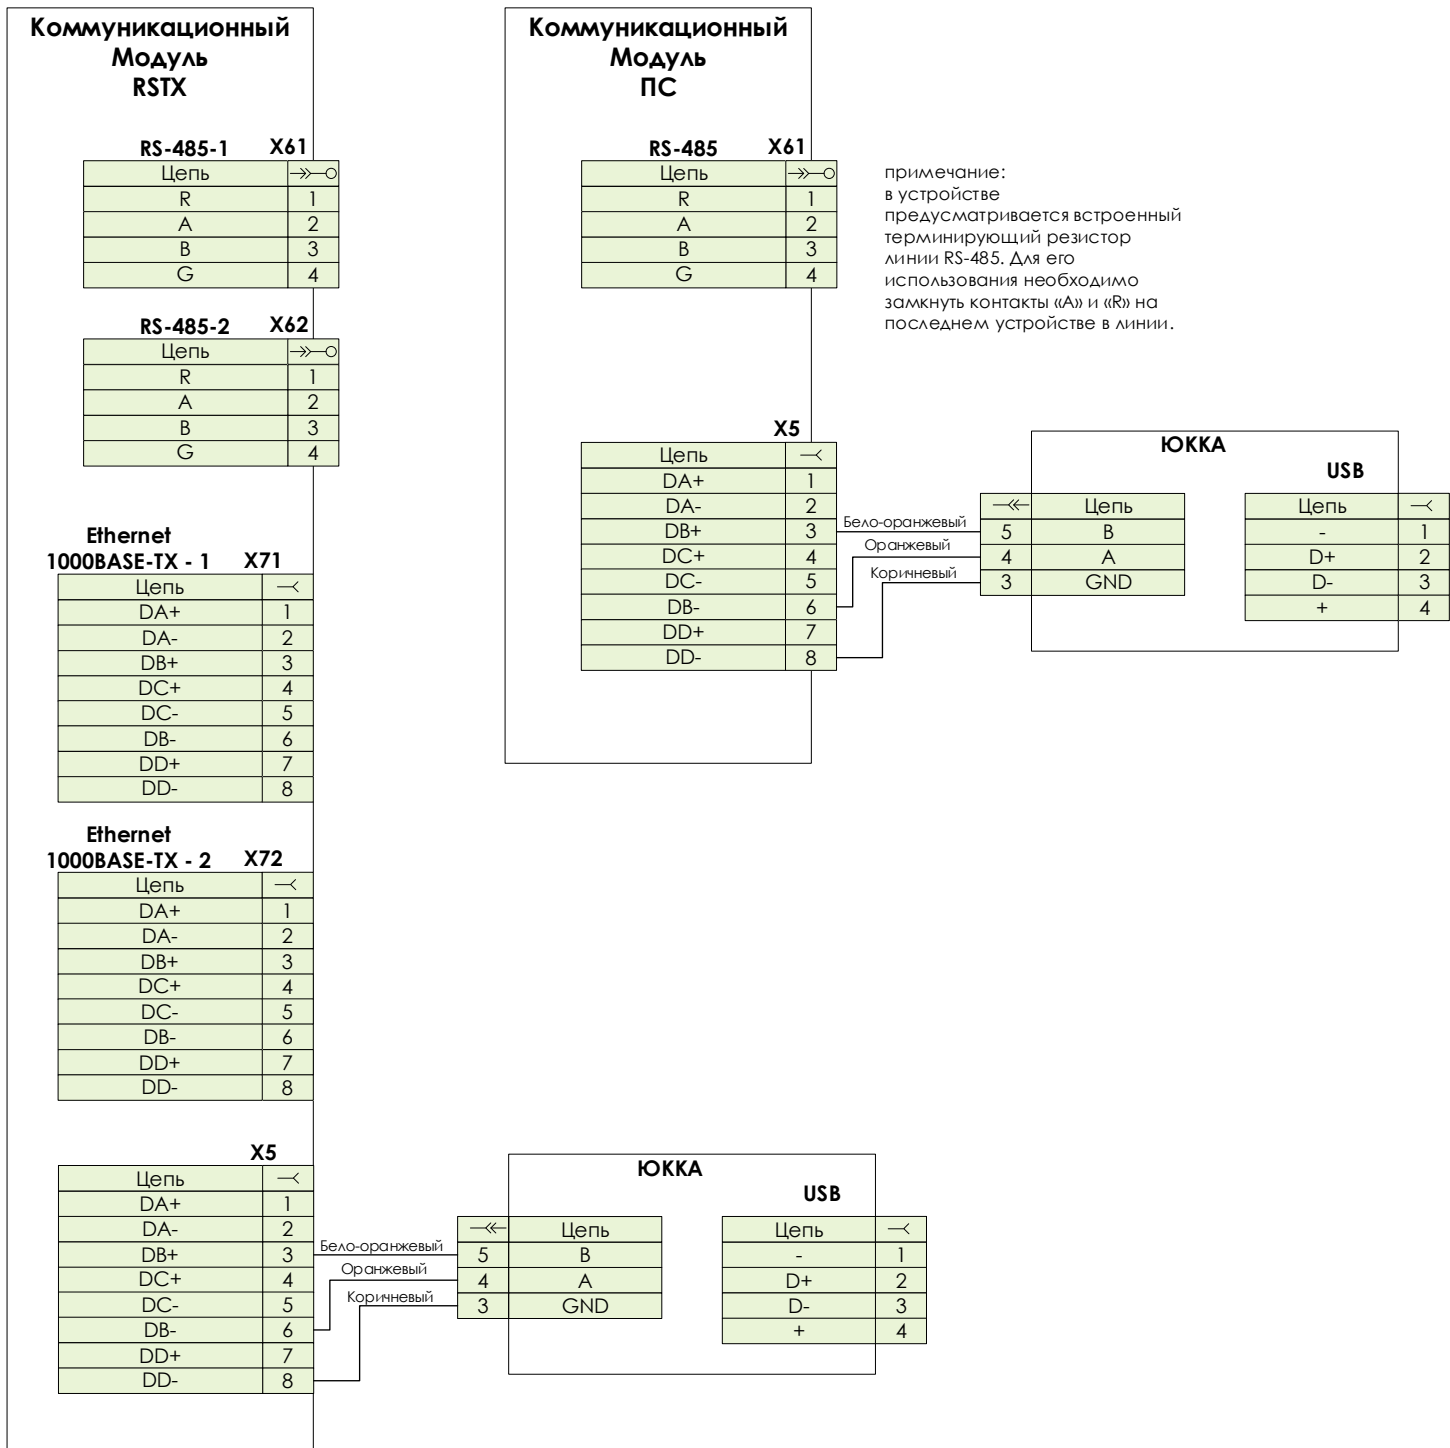 Коммуникационный
Модуль
RSTX
RS-485-1 X61
Цепь
R 1
A 2
B 3
G 4
RS-485-2 X62
Цепь
R 1
A 2
B 3
G 4
Ethernet
1000BASE-TX - 1 X71
Цепь
DA+ 1
DA- 2
DB+ 3
DC+ 4
DC- 5
DB- 6
DD+ 7
DD- 8
Ethernet
1000BASE-TX - 2 X72
Цепь
DA+ 1
DA- 2
DB+ 3
DC+ 4
DC- 5
DB- 6
DD+ 7
DD- 8
X5
Цепь
DA+ 1
DA- 2
DB+ 3
DC+ 4
DC- 5
DB- 6
DD+ 7
DD- 8
Бело-оранжевый
Оранжевый
Коричневый
ЮККА
Цепь
5 B
4 A
3 GND
USB
Цепь
- 1
D+ 2
D- 3
+ 4
Коммуникационный
Модуль
ПС
RS-485 X61
Цепь
R 1
A 2
B 3
G 4
примечание:
в устройстве
предусматривается встроенный
терминирующий резистор
линии RS-485. Для его
использования необходимо
замкнуть контакты «A» и «R» на
последнем устройстве в линии.
X5
Цепь
DA+ 1
DA- 2
DB+ 3
DC+ 4
DC- 5
DB- 6
DD+ 7
DD- 8
Бело-оранжевый
Оранжевый
Коричневый
ЮККА
Цепь
5 B
4 A
3 GND
USB
Цепь
- 1
D+ 2
D- 3
+ 4